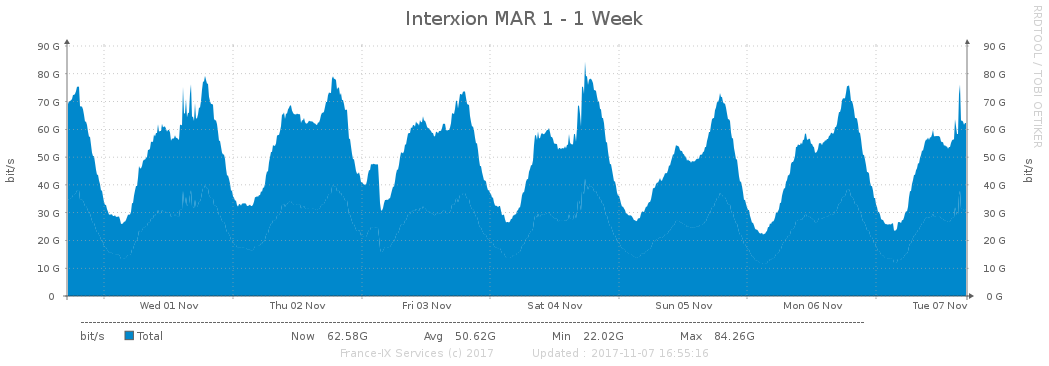 Interxion MAR 1 - 1 Week
RRDTOOL / TOBI OETIKER
90 G 90 G
80 G 80 G
70 G 70 G
60 G 60 G
50 G 50 G
40 G 40 G
30 G 30 G
20 G 20 G
10 G 10 G
0 0 G
bit/s bit/s
Wed 01 Nov Thu 02 Nov Fri 03 Nov Sat 04 Nov Sun 05 Nov Mon 06 Nov Tue 07 Nov
bit/s Total Now 62.58G Avg 50.62G Min 22.02G Max 84.26G
France-IX Services (c) 2017 Updated : 2017-11-07 16:55:16